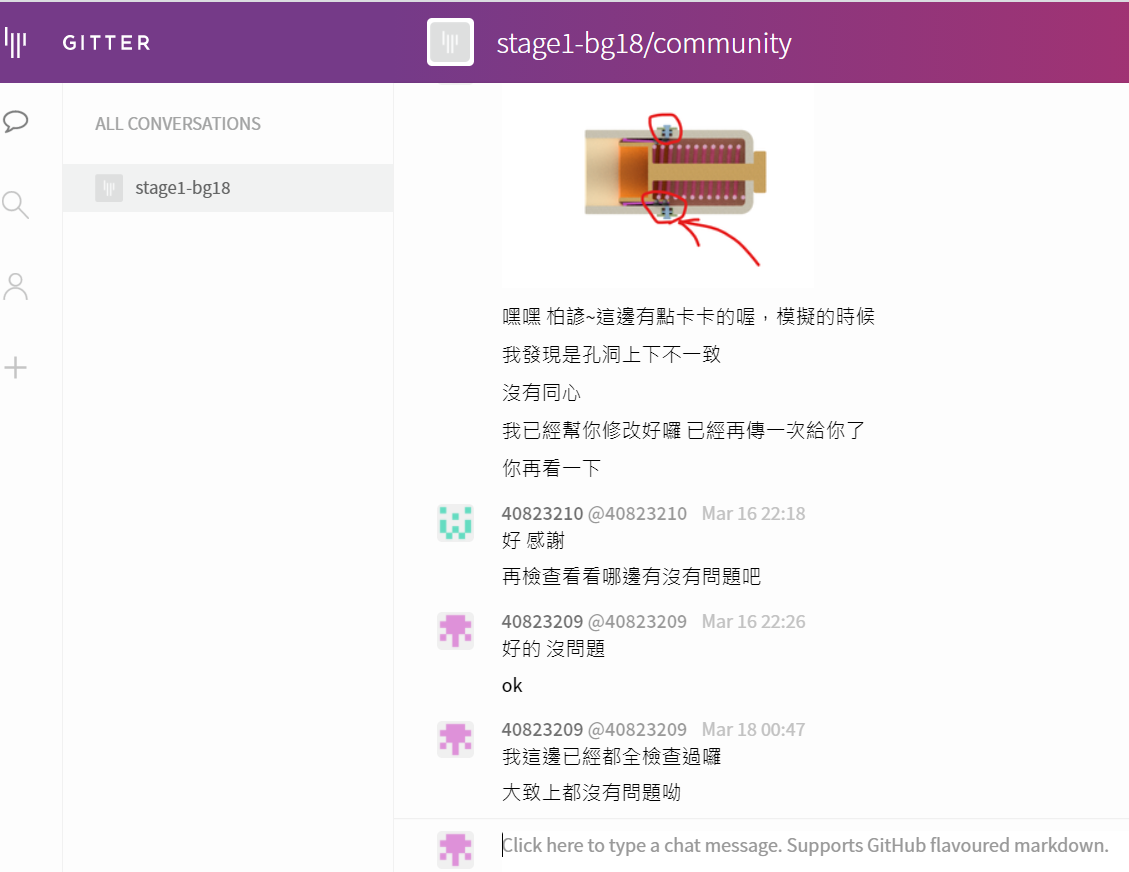 GITTER
stage1-bg18/community
ALL CONVERSATIONS
stage1-bg18
嘿嘿 柏諺~這邊有點卡卡的喔，模擬的時候
我發現是孔洞上下不一致
沒有同心
我已經幫你修改好囉 已經再傳一次給你了
你再看一下
40823210 @40823210 Mar 16 22:18
好 感謝
再檢查看看哪邊有沒有問題吧
40823209 @40823209 Mar 16 22:26
好的 沒問題
ok
40823209 @40823209 Mar 18 00:47
我這邊已經都全檢查過囉
大致上都沒有問題呦
Click here to type a chat message. Supports GitHub flavoured markdown.